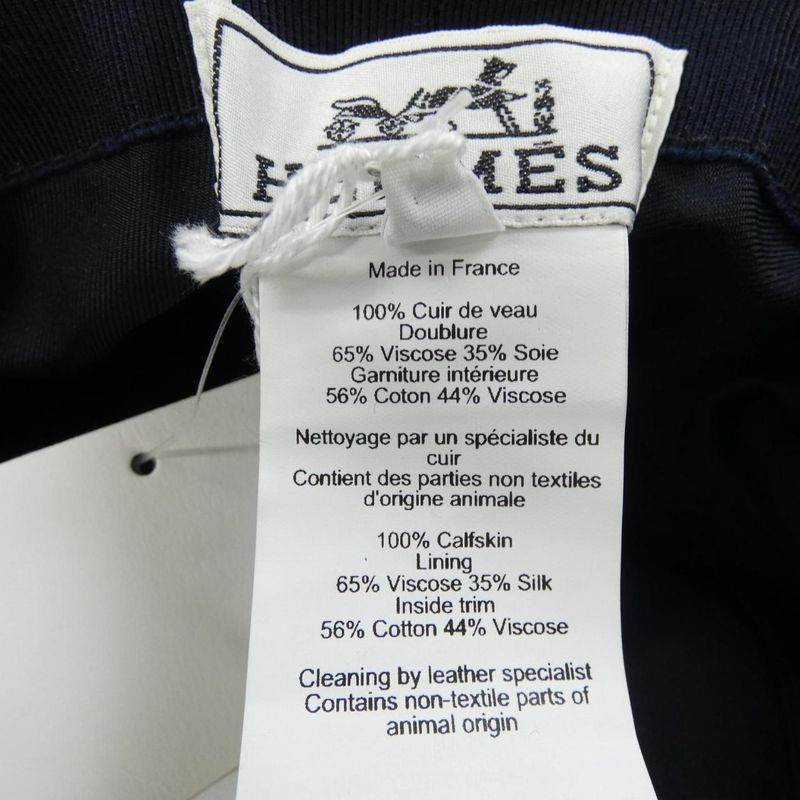 HERMÈS
Made in France
100% Cuir de veau
Doublure
65% Viscose 35% Soie
Garniture intérieure
56% Coton 44% Viscose
Nettoyage par un spécialiste du
cuir
Contient des parties non textiles
d'origine animale
100% Calfskin
Lining
65% Viscose 35% Silk
Inside trim
56% Cotton 44% Viscose
Cleaning by leather specialist
Contains non-textile parts of
animal origin